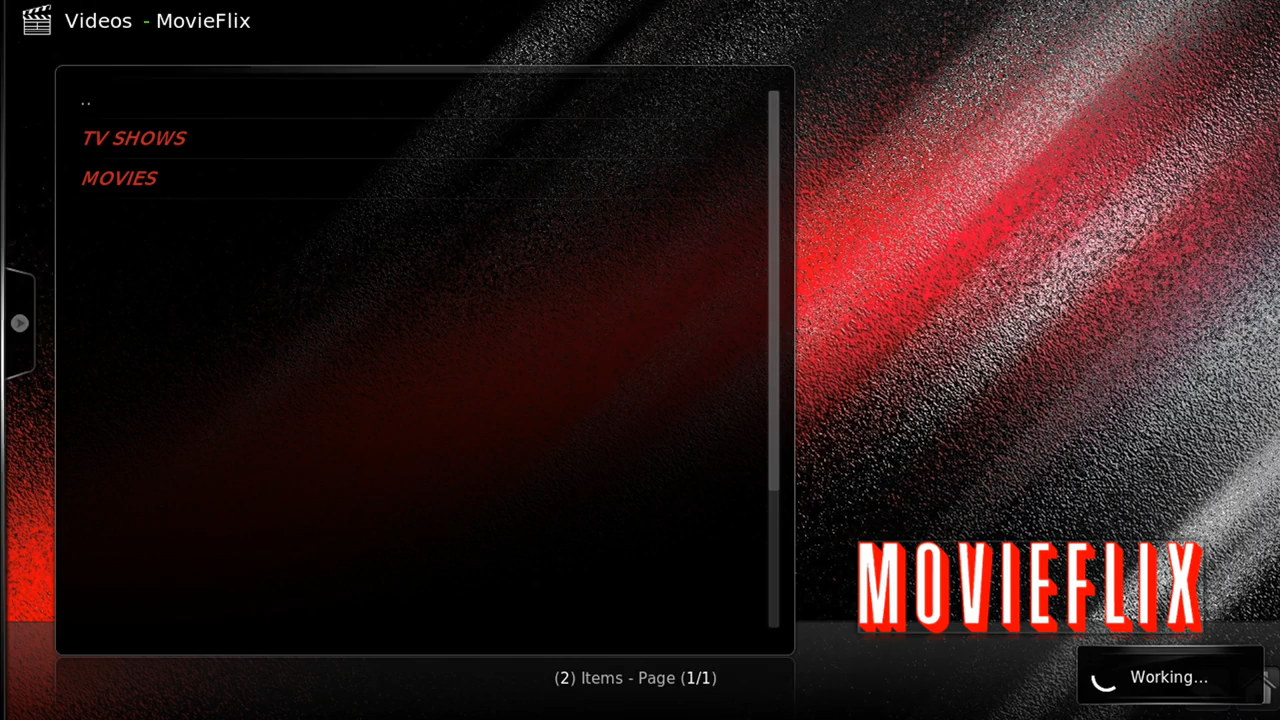 Videos - MovieFlix
..
TV SHOWS
MOVIES
MOVIEFLIX
(2) Items - Page (1/1)
Working...